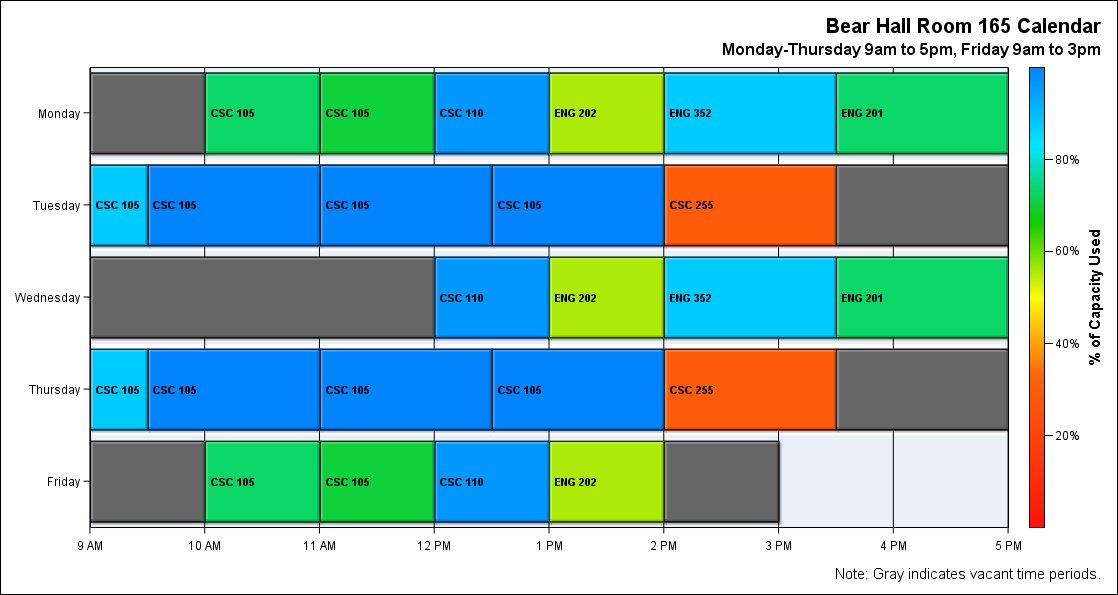 Bear Hall Room 165 Calendar
Monday-Thursday 9am to 5pm, Friday 9am to 3pm
Monday
CSC 105
CSC 105
CSC 110
ENG 202
ENG 352
ENG 201
Tuesday
CSC 105
CSC 105
CSC 105
CSC 105
CSC 255
Wednesday
CSC 110
ENG 202
ENG 352
ENG 201
Thursday
CSC 105
CSC 105
CSC 105
CSC 105
CSC 255
Friday
CSC 105
CSC 105
CSC 110
ENG 202
9 AM
10 AM
11 AM
12 PM
1 PM
2 PM
3 PM
4 PM
5 PM
80%
60%
40%
20%
% of Capacity Used
Note: Gray indicates vacant time periods.